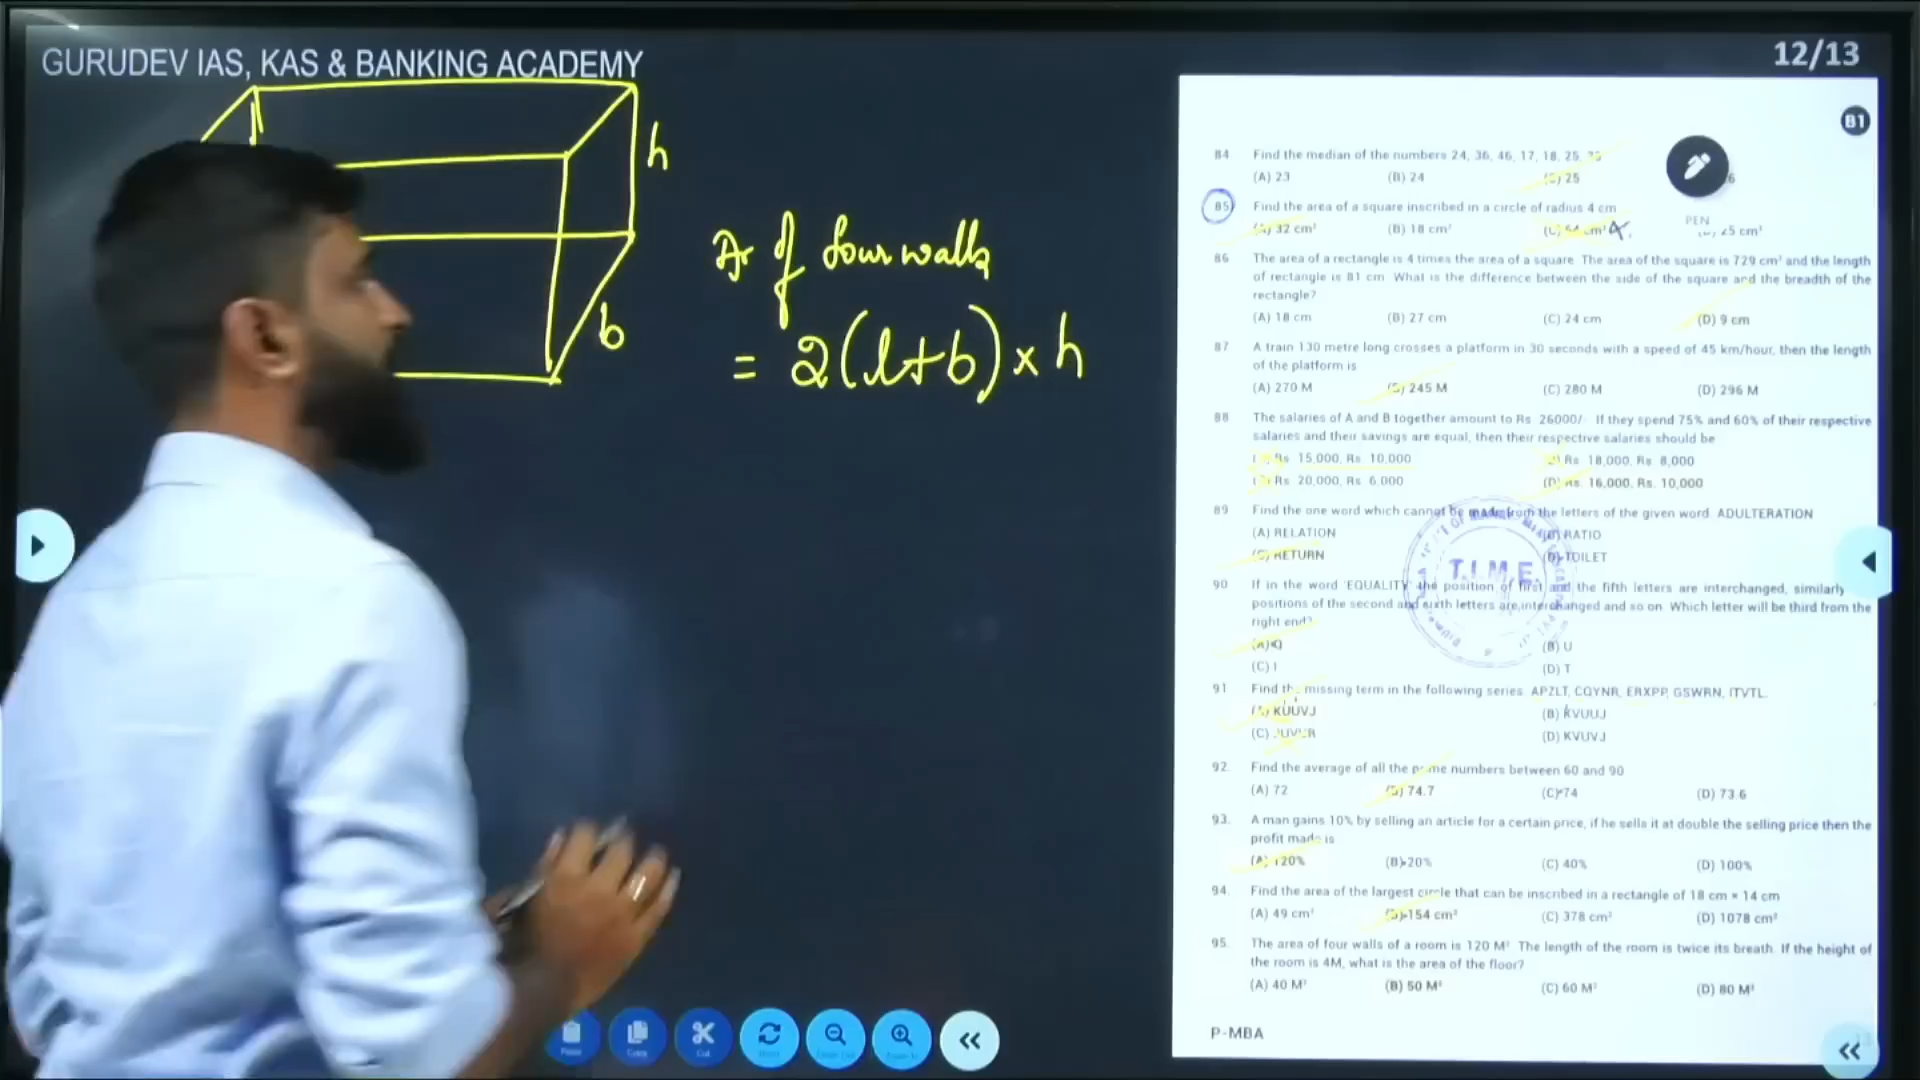 GURUDEV IAS, KAS & BANKING ACADEMY
12/13
h
b
Ar of four walls
= 2(l+b)×h
B1
84 Find the median of the numbers 24, 36, 46, 17, 18, 25,
(A) 23 (B) 24 25
85 Find the area of a square inscribed in a circle of radius 4 cm
(A) 32 cm² (B) 18 cm² (C) 64 cm² 25 cm²
PEN
86 The area of a rectangle is 4 times the area of a square. The area of the square is 729 cm² and the length
of rectangle is 81 cm. What is the difference between the side of the square and the breadth of the
rectangle?
(A) 18 cm (B) 27 cm (C) 24 cm (D) 9 cm
87 A train 130 metre long crosses a platform in 30 seconds with a speed of 45 km/hour, then the length
of the platform is
(A) 270 M (B) 245 M (C) 280 M (D) 296 M
88 The salaries of A and B together amount to Rs. 26000/- If they spend 75% and 60% of their respective
salaries and their savings are equal, then their respective salaries should be
Rs. 15,000, Rs. 10,000 Rs. 18,000, Rs. 8,000
Rs. 20,000, Rs. 6,000 (D) Rs. 16,000, Rs. 10,000
89 Find the one word which cannot be made from the letters of the given word. ADULTERATION
(A) RELATION RATIO
(C) RETURN (D) TOILET
T.I.M.E.
90 If in the word 'EQUALITY' the position of first and the fifth letters are interchanged, similarly
positions of the second and sixth letters are interchanged and so on. Which letter will be third from the
right end?
(A) Q (B) U
(C) I (D) T
91 Find the missing term in the following series. APZLT, CQYNR, ERXPP, GSWRN, ITVTL.
(A) KUUVJ (B) KVUUJ
(C) (D) KVUVJ
92. Find the average of all the prime numbers between 60 and 90
(A) 72 (B) 74.7 (C) 74 (D) 73.6
93. A man gains 10% by selling an article for a certain price, if he sells it at double the selling price then the
profit made is
(A) 120% (B) 20% (C) 40% (D) 100%
94. Find the area of the largest circle that can be inscribed in a rectangle of 18 cm × 14 cm
(A) 49 cm² (B) 154 cm² (C) 378 cm² (D) 1078 cm²
95. The area of four walls of a room is 120 M² The length of the room is twice its breath. If the height of
the room is 4M, what is the area of the floor?
(A) 40 M² (B) 50 M² (C) 60 M² (D) 80 M²
P-MBA
Copy
Cut